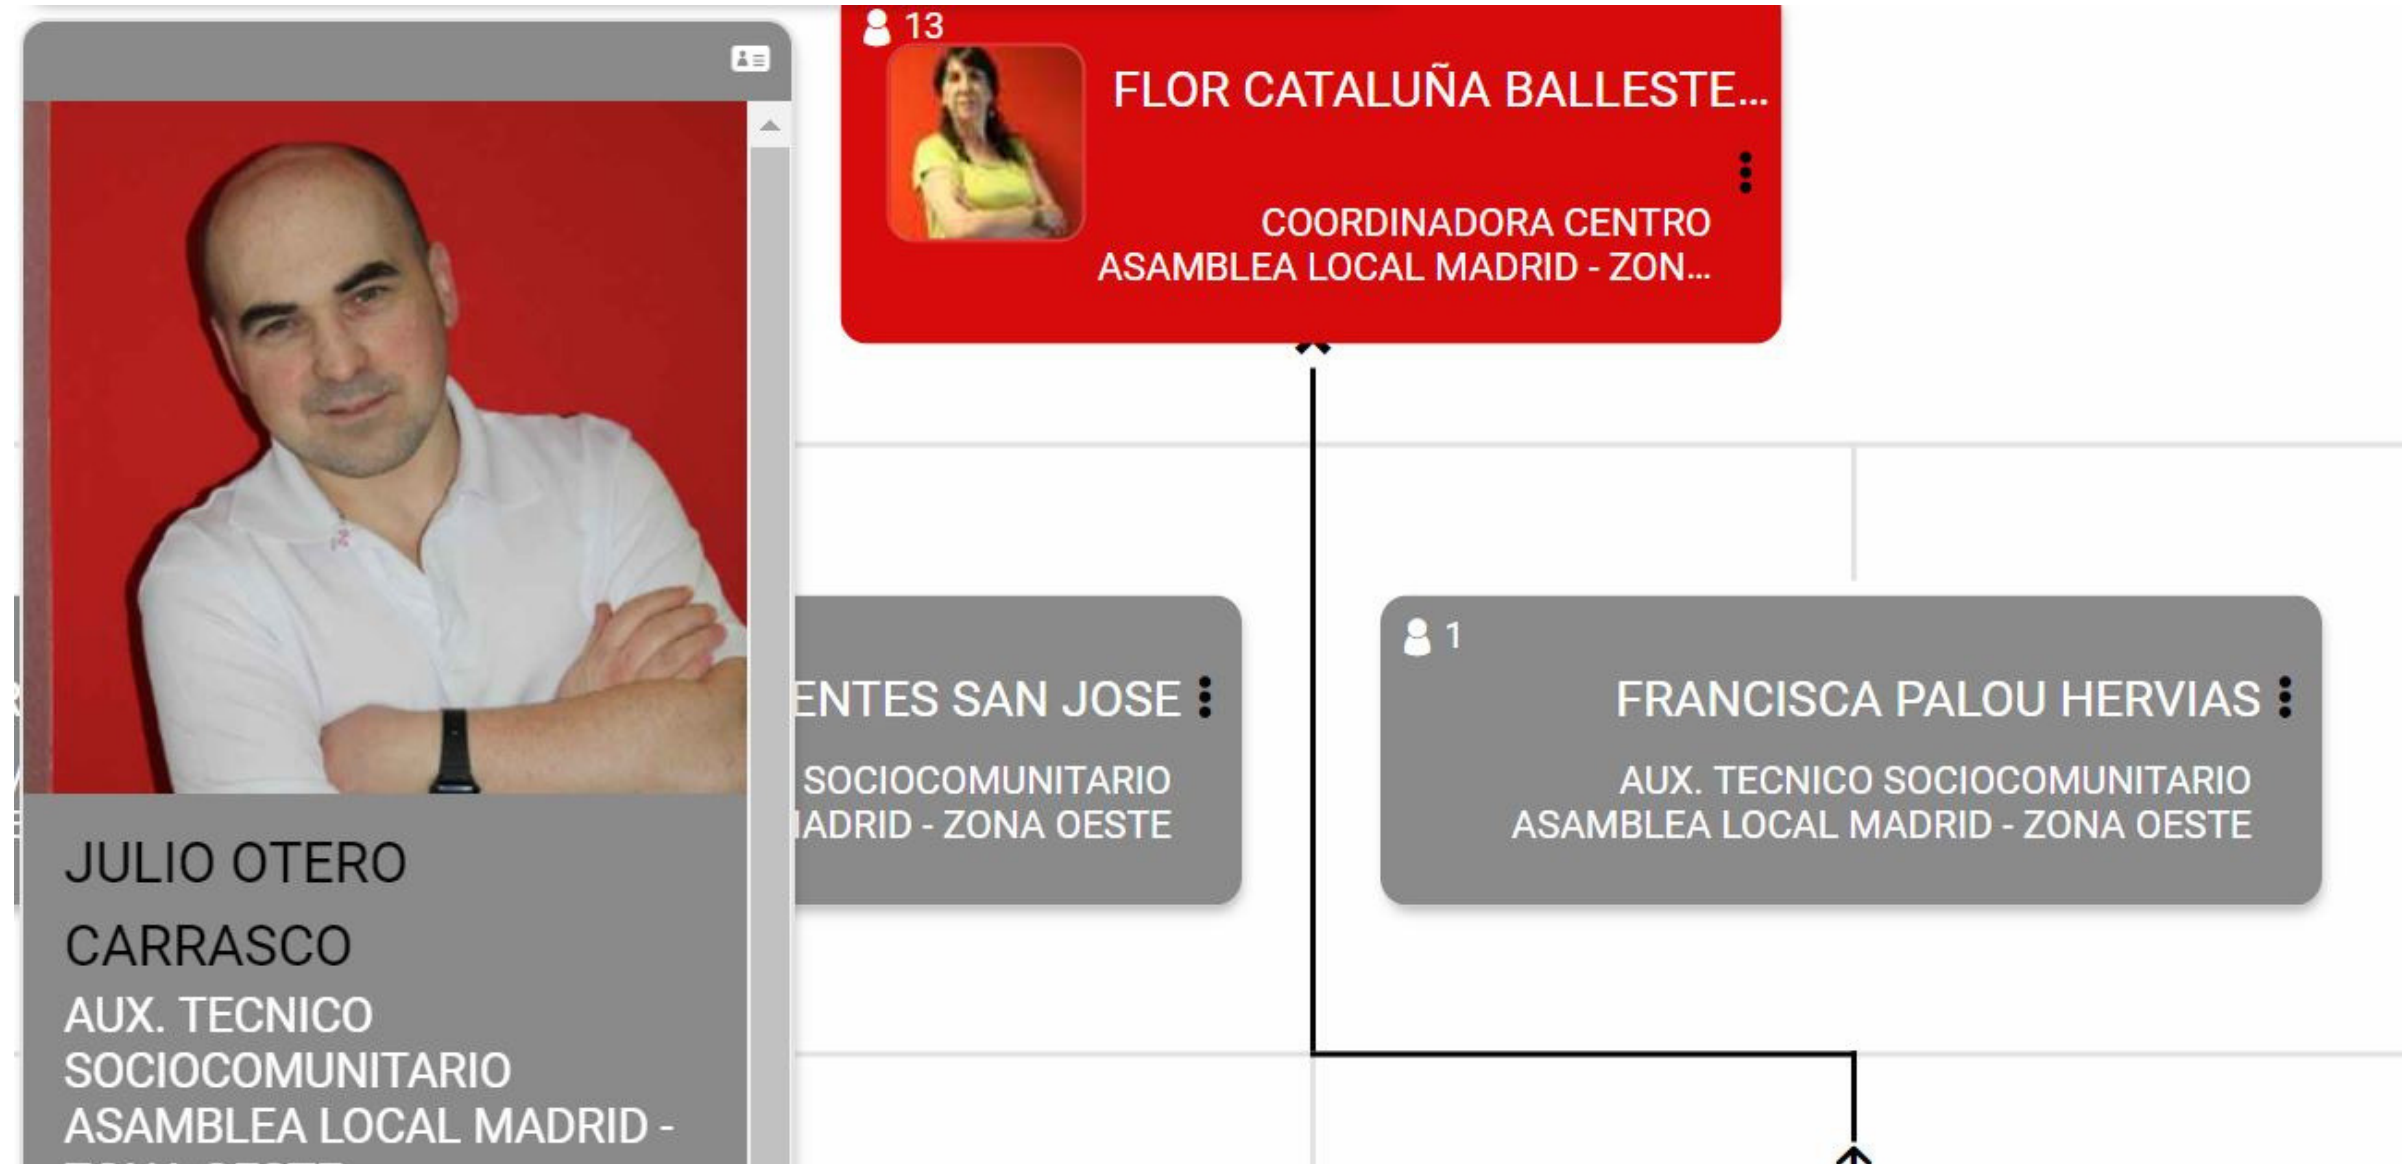 JULIO OTERO
CARRASCO
AUX. TECNICO
SOCIOCOMUNITARIO
ASAMBLEA LOCAL MADRID -
13
FLOR CATALUÑA BALLESTE...
COORDINADORA CENTRO
ASAMBLEA LOCAL MADRID - ZON...
ENTES SAN JOSE
SOCIOCOMUNITARIO
ADRID - ZONA OESTE
1
FRANCISCA PALOU HERVIAS
AUX. TECNICO SOCIOCOMUNITARIO
ASAMBLEA LOCAL MADRID - ZONA OESTE